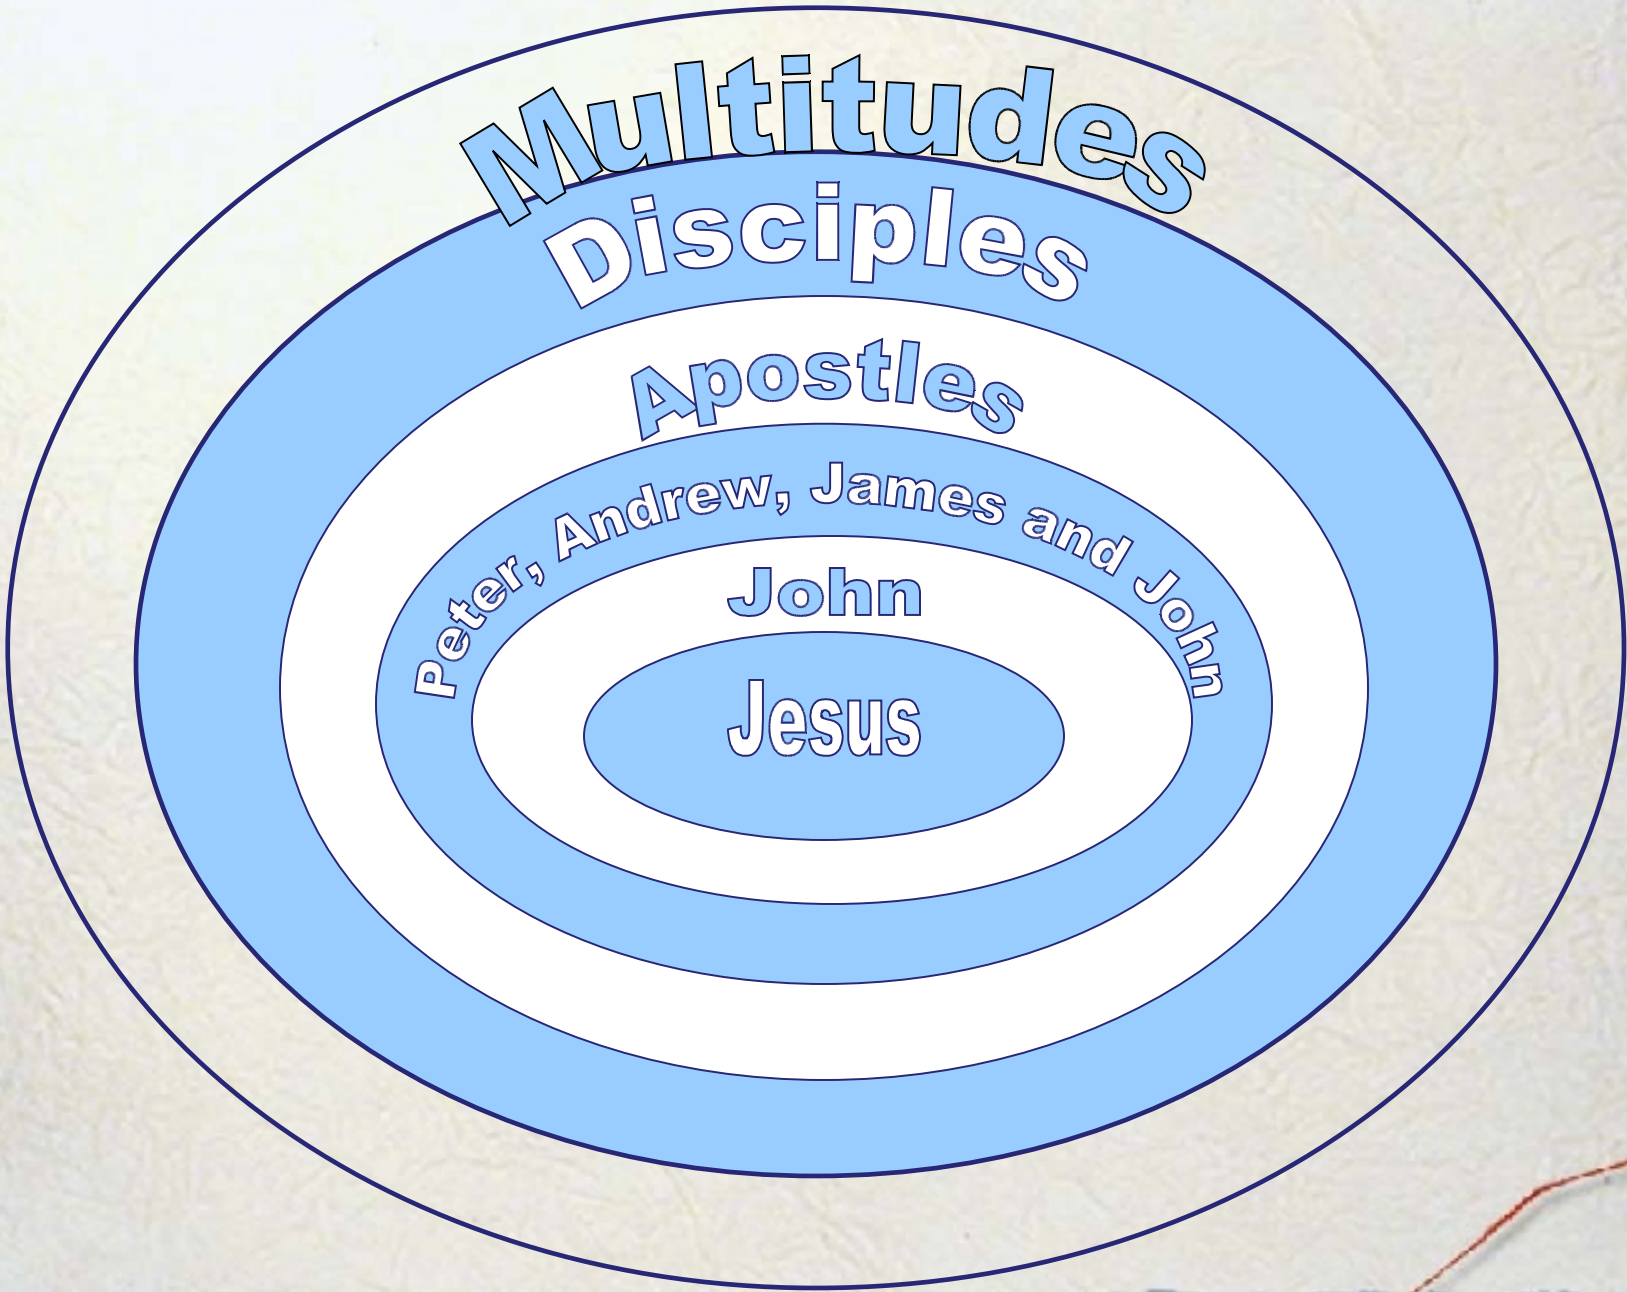 Multitudes
Disciples
Apostles
Peter, Andrew, James and John
John
Jesus